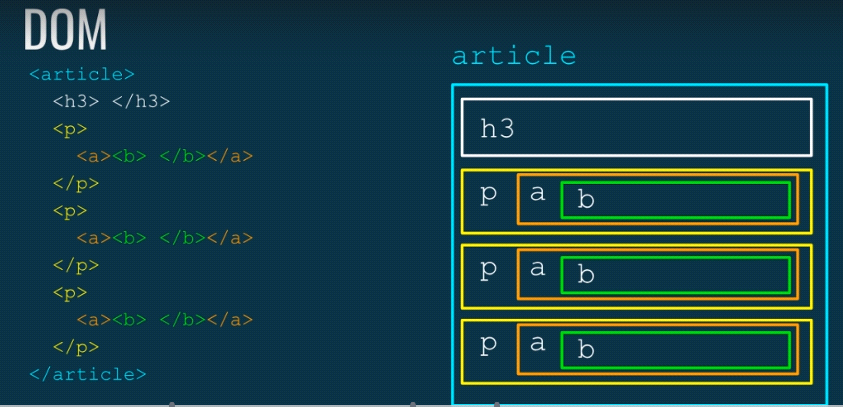 DOM
<article>
<h3> </h3>
<p>
<a><b> </b></a>
</p>
<p>
<a><b> </b></a>
</p>
<p>
<a><b> </b></a>
</p>
</article>
article
h3
p a b
p a b
p a b